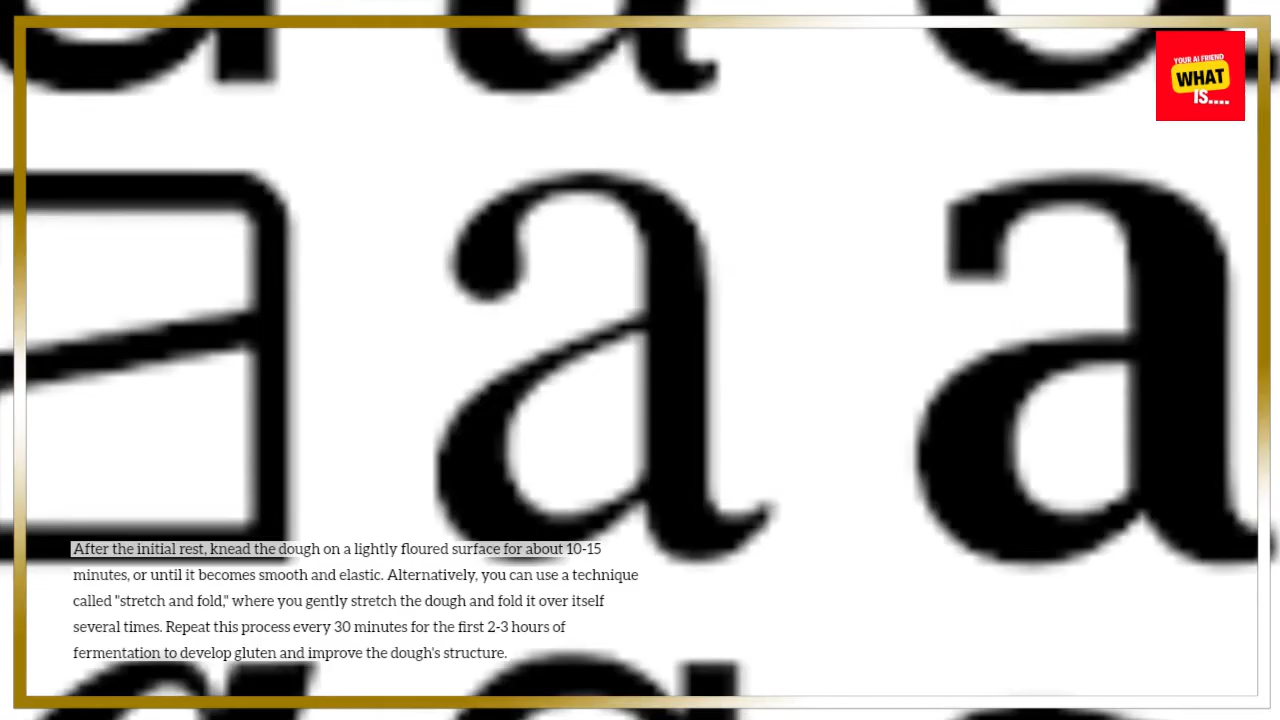 YOUR AI FRIEND
WHAT
IS....
a a
After the initial rest, knead the dough on a lightly floured surface for about 10-15
minutes, or until it becomes smooth and elastic. Alternatively, you can use a technique
called "stretch and fold," where you gently stretch the dough and fold it over itself
several times. Repeat this process every 30 minutes for the first 2-3 hours of
fermentation to develop gluten and improve the dough's structure.